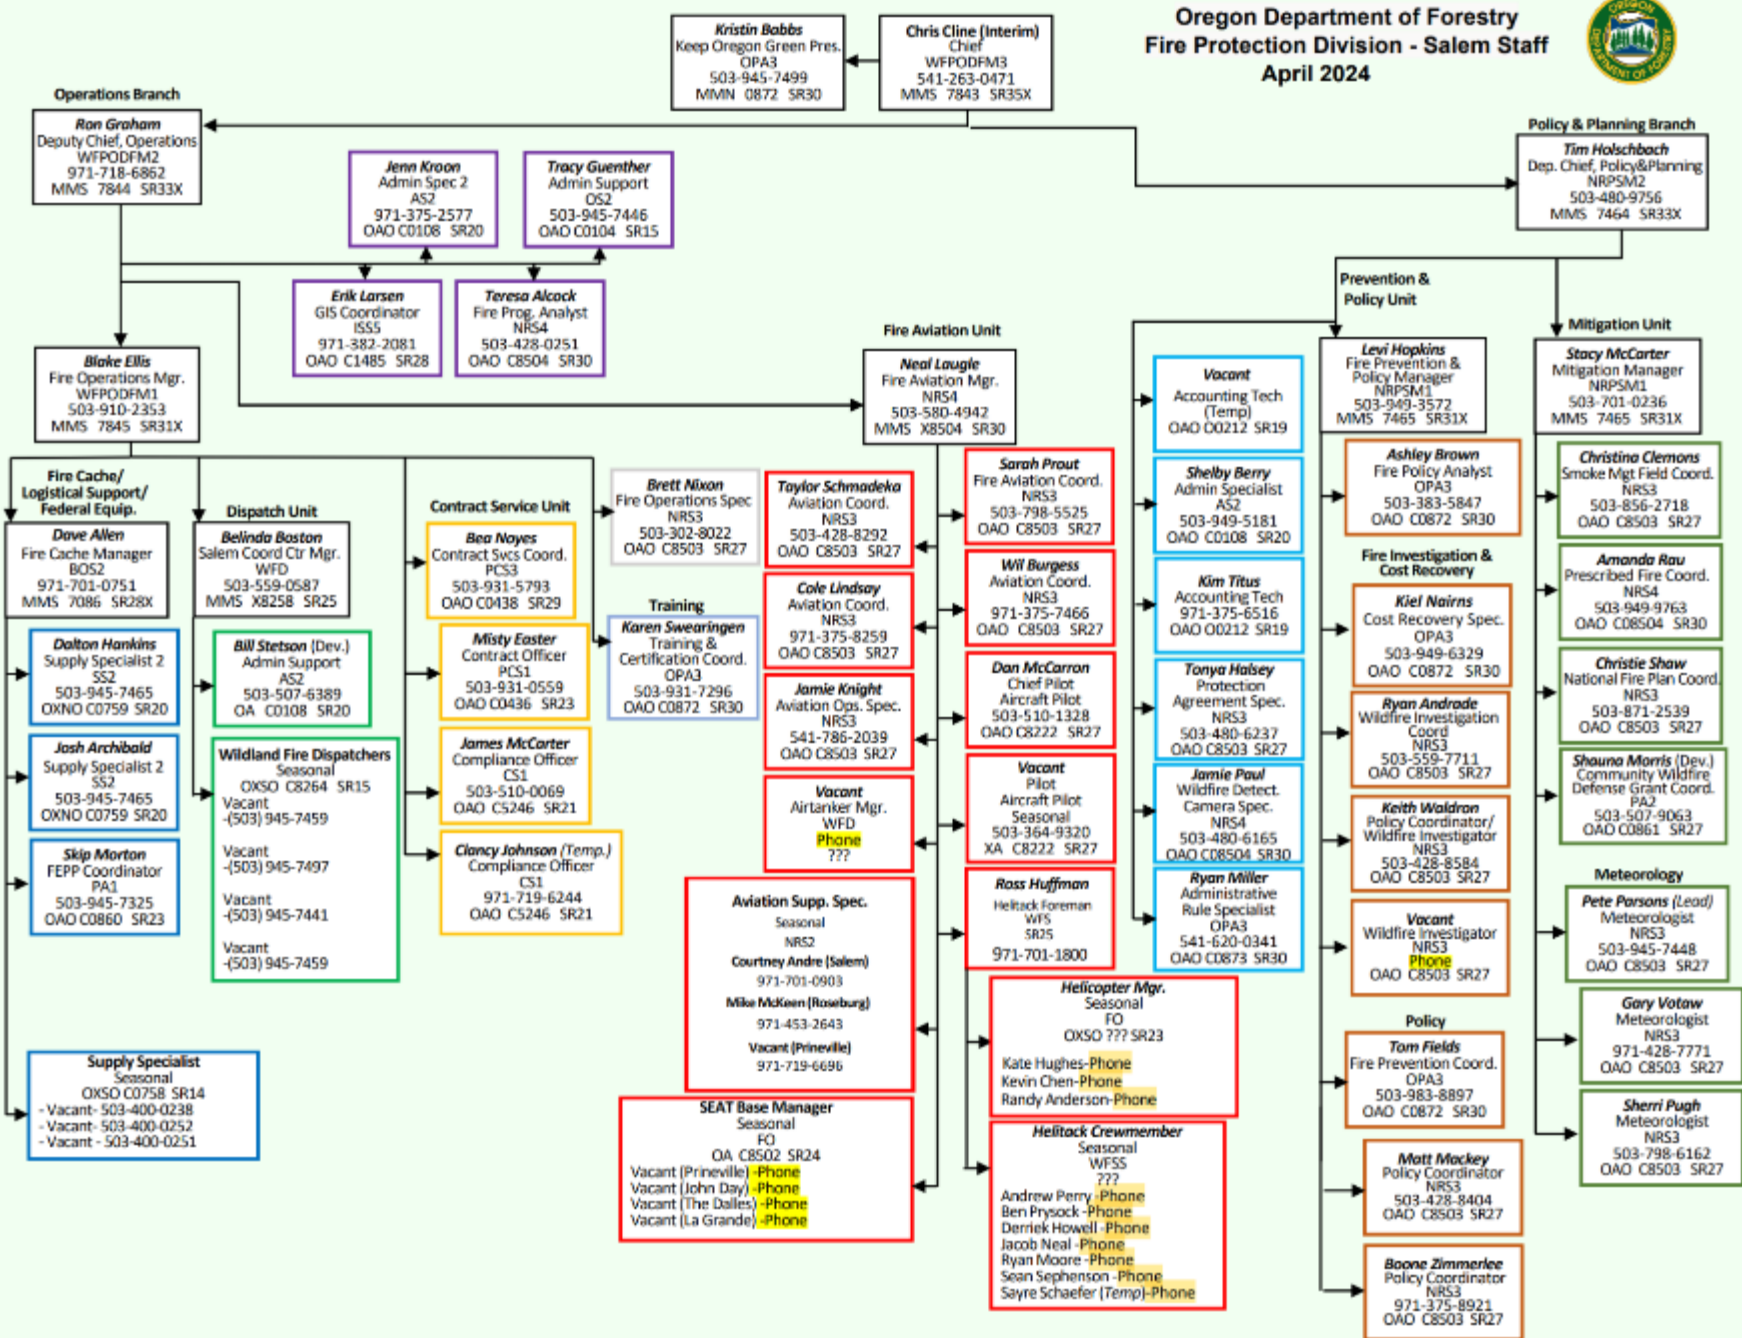 Oregon Department of Forestry
Fire Protection Division - Salem Staff
April 2024
OREGON
DEPARTMENT OF FORESTRY
Kristin Babbs
Keep Oregon Green Pres.
OPA3
503-945-7499
MMN 0872 SR30
Chris Cline (Interim)
Chief
WFPODFM3
541-263-0471
MMS 7843 SR35X
Operations Branch
Ron Graham
Deputy Chief, Operations
WFPODFM2
971-718-6862
MMS 7844 SR33X
Policy & Planning Branch
Tim Holschbach
Dep. Chief, Policy&Planning
NRPSM2
503-480-9756
MMS 7464 SR33X
Jenn Kroon
Admin Spec 2
AS2
971-375-2577
OAO C0108 SR20
Tracy Guenther
Admin Support
OS2
503-945-7446
OAO C0104 SR15
Erik Larsen
GIS Coordinator
ISS5
971-382-2081
OAO C1485 SR28
Teresa Alcock
Fire Prog. Analyst
NRS4
503-428-0251
OAO C8504 SR30
Blake Ellis
Fire Operations Mgr.
WFPODFM1
503-910-2353
MMS 7845 SR31X
Fire Aviation Unit
Neal Laugle
Fire Aviation Mgr.
NRS4
503-580-4942
MMS X8504 SR30
Prevention &
Policy Unit
Levi Hopkins
Fire Prevention &
Policy Manager
NRPSM1
503-949-3572
MMS 7465 SR31X
Mitigation Unit
Stacy McCarter
Mitigation Manager
NRPSM1
503-701-0236
MMS 7465 SR31X
Fire Cache/
Logistical Support/
Federal Equip.
Dave Allen
Fire Cache Manager
BOS2
971-701-0751
MMS 7086 SR28X
Dalton Hankins
Supply Specialist 2
SS2
503-945-7465
OXNO C0759 SR20
Josh Archibald
Supply Specialist 2
SS2
503-945-7465
OXNO C0759 SR20
Skip Morton
FEPP Coordinator
PA1
503-945-7325
OAO C0860 SR23
Supply Specialist
Seasonal
OXSO C0758 SR14
- Vacant- 503-400-0238
- Vacant- 503-400-0252
- Vacant - 503-400-0251
Dispatch Unit
Belinda Boston
Salem Coord Ctr Mgr.
WFD
503-559-0587
MMS X8258 SR25
Bill Stetson (Dev.)
Admin Support
AS2
503-507-6389
OA C0108 SR20
Wildland Fire Dispatchers
Seasonal
OXSO C8264 SR15
Vacant
-(503) 945-7459
Vacant
-(503) 945-7497
Vacant
-(503) 945-7441
Vacant
-(503) 945-7459
Contract Service Unit
Bea Noyes
Contract Svcs Coord.
PCS3
503-931-5793
OAO C0438 SR29
Misty Easter
Contract Officer
PCS1
503-931-0559
OAO C0436 SR23
James McCarter
Compliance Officer
CS1
503-510-0069
OAO C5246 SR21
Clancy Johnson (Temp.)
Compliance Officer
CS1
971-719-6244
OAO C5246 SR21
Brett Nixon
Fire Operations Spec
NRS3
503-302-8022
OAO C8503 SR27
Training
Karen Swearingen
Training &
Certification Coord.
OPA3
503-931-7296
OAO C0872 SR30
Taylor Schmadeka
Aviation Coord.
NRS3
503-428-8292
OAO C8503 SR27
Cole Lindsay
Aviation Coord.
NRS3
971-375-8259
OAO C8503 SR27
Jamie Knight
Aviation Ops. Spec.
NRS3
541-786-2039
OAO C8503 SR27
Vacant
Airtanker Mgr.
WFD
Phone
???
Aviation Supp. Spec.
Seasonal
NRS2
Courtney Andre (Salem)
971-701-0903
Mike McKeen (Roseburg)
971-453-2643
Vacant (Prineville)
971-719-6696
SEAT Base Manager
Seasonal
FO
OA C8502 SR24
Vacant (Prineville) -Phone
Vacant (John Day) -Phone
Vacant (The Dalles) -Phone
Vacant (La Grande) -Phone
Sarah Prout
Fire Aviation Coord.
NRS3
503-798-5525
OAO C8503 SR27
Wil Burgess
Aviation Coord.
NRS3
971-375-7466
OAO C8503 SR27
Dan McCarron
Chief Pilot
Aircraft Pilot
503-510-1328
OAO C8222 SR27
Vacant
Pilot
Aircraft Pilot
Seasonal
503-364-9320
XA C8222 SR27
Ross Huffman
Helitack Foreman
WFS
SR25
971-701-1800
Helicopter Mgr.
Seasonal
FO
OXSO ??? SR23
Kate Hughes-Phone
Kevin Chen-Phone
Randy Anderson-Phone
Helitack Crewmember
Seasonal
WFSS
???
Andrew Perry -Phone
Ben Prysock -Phone
Derriek Howell -Phone
Jacob Neal -Phone
Ryan Moore -Phone
Sean Sephenson -Phone
Sayre Schaefer (Temp)-Phone
Vacant
Accounting Tech
(Temp)
OAO O0212 SR19
Shelby Berry
Admin Specialist
AS2
503-949-5181
OAO C0108 SR20
Kim Titus
Accounting Tech
971-375-6516
OAO O0212 SR19
Tonya Halsey
Protection
Agreement Spec.
NRS3
503-480-6237
OAO C8503 SR27
Jamie Paul
Wildfire Detect.
Camera Spec.
NRS4
503-480-6165
OAO C08504 SR30
Ryan Miller
Administrative
Rule Specialist
OPA3
541-620-0341
OAO C0873 SR30
Ashley Brown
Fire Policy Analyst
OPA3
503-383-5847
OAO C0872 SR30
Fire Investigation &
Cost Recovery
Kiel Nairns
Cost Recovery Spec.
OPA3
503-949-6329
OAO C0872 SR30
Ryan Andrade
Wildfire Investigation
Coord
NRS3
503-559-7711
OAO C8503 SR27
Keith Waldron
Policy Coordinator/
Wildfire Investigator
NRS3
503-428-8584
OAO C8503 SR27
Vacant
Wildfire Investigator
NRS3
Phone
OAO C8503 SR27
Policy
Tom Fields
Fire Prevention Coord.
OPA3
503-983-8897
OAO C0872 SR30
Matt Mackey
Policy Coordinator
NRS3
503-428-8404
OAO C8503 SR27
Boone Zimmerlee
Policy Coordinator
NRS3
971-375-8921
OAO C8503 SR27
Christina Clemons
Smoke Mgt Field Coord.
NRS3
503-856-2718
OAO C8503 SR27
Amanda Rau
Prescribed Fire Coord.
NRS4
503-949-9763
OAO C08504 SR30
Christie Shaw
National Fire Plan Coord.
NRS3
503-871-2539
OAO C8503 SR27
Shauna Morris (Dev.)
Community Wildfire
Defense Grant Coord.
PA2
503-507-9063
OAO C0861 SR27
Meteorology
Pete Parsons (Lead)
Meteorologist
NRS3
503-945-7448
OAO C8503 SR27
Gary Votaw
Meteorologist
NRS3
971-428-7771
OAO C8503 SR27
Sherri Pugh
Meteorologist
NRS3
503-798-6162
OAO C8503 SR27